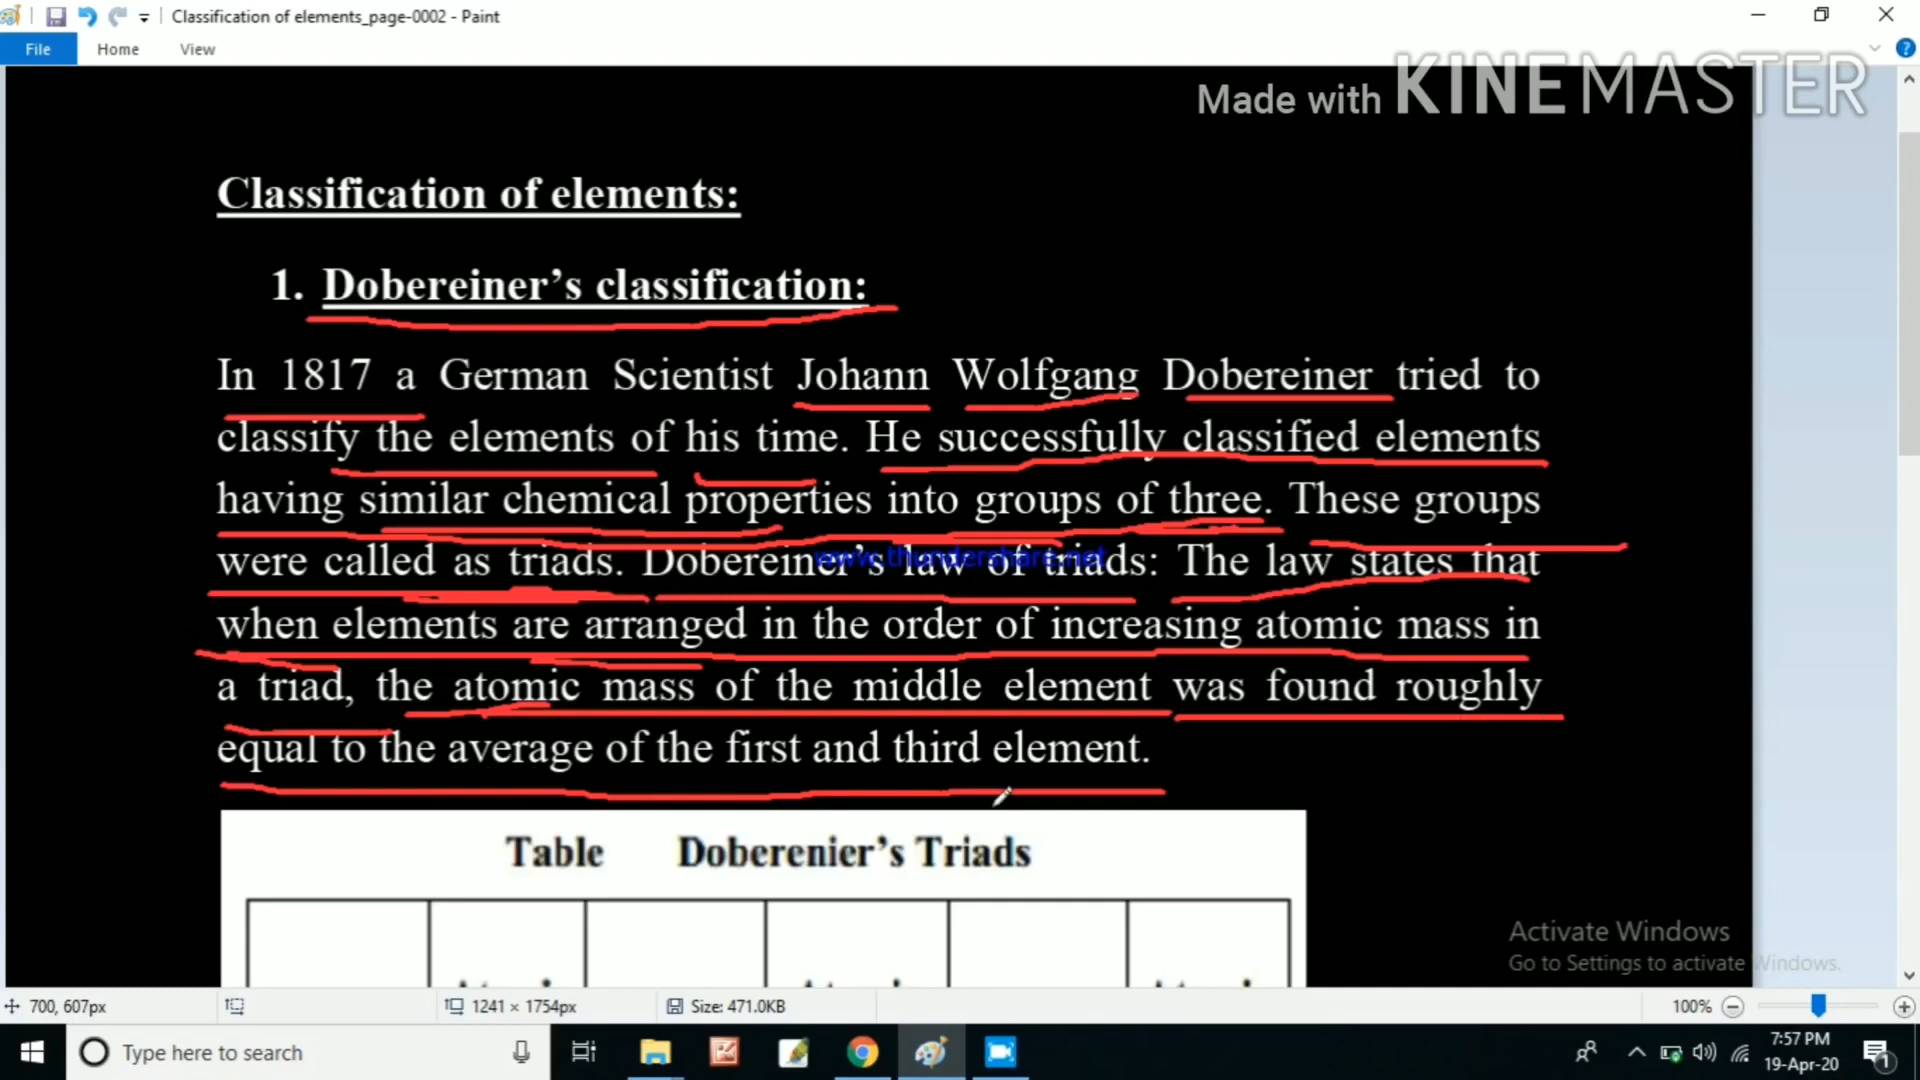 Classification of elements_page-0002 - Paint
File Home View
Made with KINEMASTER
Classification of elements:
1. Dobereiner's classification:
In 1817 a German Scientist Johann Wolfgang Dobereiner tried to
classify the elements of his time. He successfully classified elements
having similar chemical properties into groups of three. These groups
were called as triads. Dobereiner's law of triads: The law states that
www.thundershare.net
when elements are arranged in the order of increasing atomic mass in
a triad, the atomic mass of the middle element was found roughly
equal to the average of the first and third element.
Table Doberenier's Triads
Activate Windows
Go to Settings to activate Windows.
700, 607px 1241 × 1754px Size: 471.0KB 100%
Type here to search
7:57 PM
19-Apr-20
1